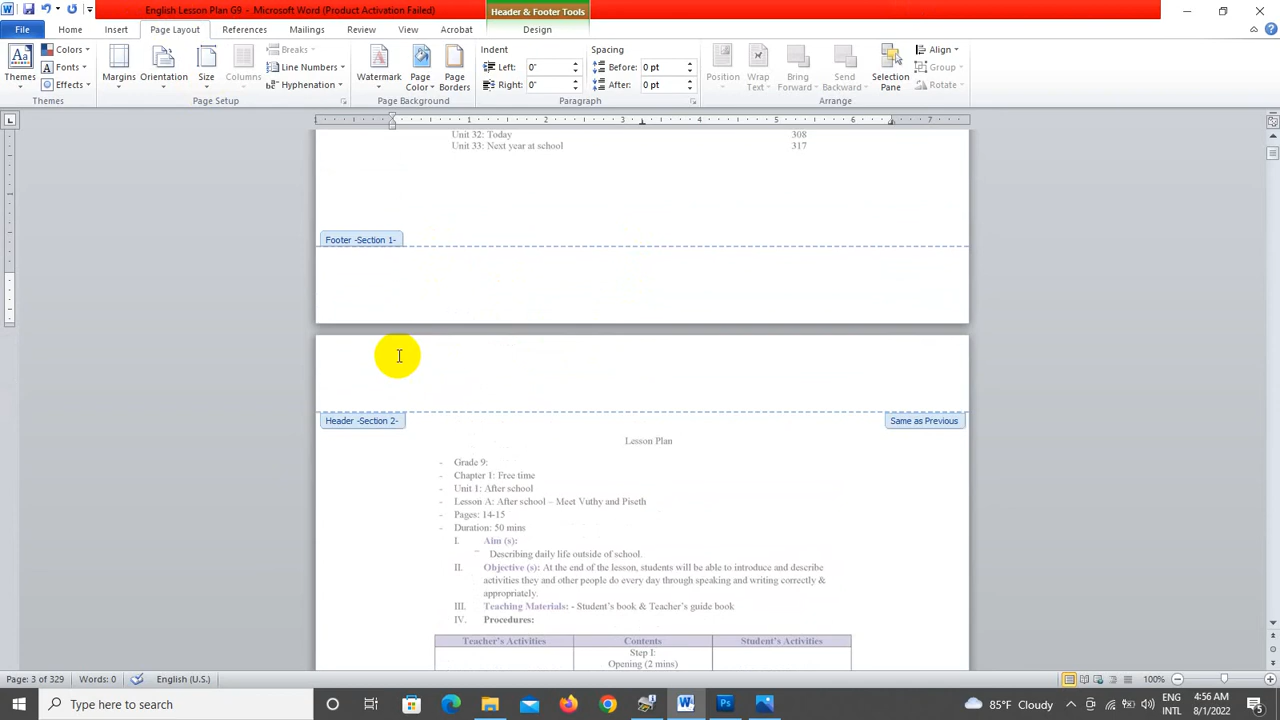 English Lesson Plan G9 - Microsoft Word (Product Activation Failed)
Header & Footer Tools
File Home Insert Page Layout References Mailings Review View Acrobat Design
Themes
Colors
Fonts
Effects
Themes
Margins
Orientation
Size
Columns
Breaks
Line Numbers
Hyphenation
Page Setup
Watermark
Page Color
Page Borders
Page Background
Indent
Left: 0"
Right: 0"
Spacing
Before: 0 pt
After: 0 pt
Paragraph
Position
Wrap Text
Bring Forward
Send Backward
Selection Pane
Align
Group
Rotate
Arrange
1 1 2 3 4 5 6 7
Unit 32: Today 308
Unit 33: Next year at school 317
Footer -Section 1-
Header -Section 2- Same as Previous
Lesson Plan
- Grade 9:
- Chapter 1: Free time
- Unit 1: After school
- Lesson A: After school – Meet Vuthy and Piseth
- Pages: 14-15
- Duration: 50 mins
I. Aim (s):
- Describing daily life outside of school.
II. Objective (s): At the end of the lesson, students will be able to introduce and describe
activities they and other people do every day through speaking and writing correctly &
appropriately.
III. Teaching Materials: - Student's book & Teacher's guide book
IV. Procedures:
Teacher's Activities Contents Student's Activities
Step I:
Opening (2 mins)
Page: 3 of 329 Words: 0 English (U.S.) 100%
Type here to search
85°F Cloudy
ENG
INTL
4:56 AM
8/1/2022